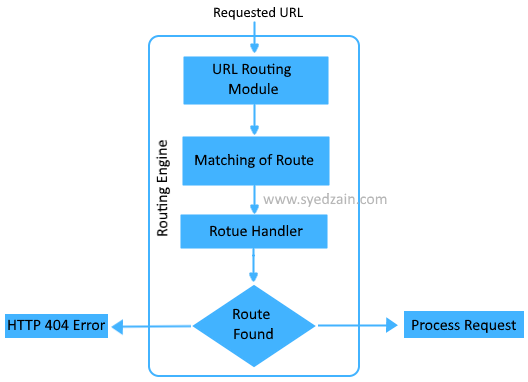 Requested URL
URL Routing
Module
Routing Engine
Matching of Route
www.syedzain.com
Rotue Handler
Route
Found
HTTP 404 Error
Process Request